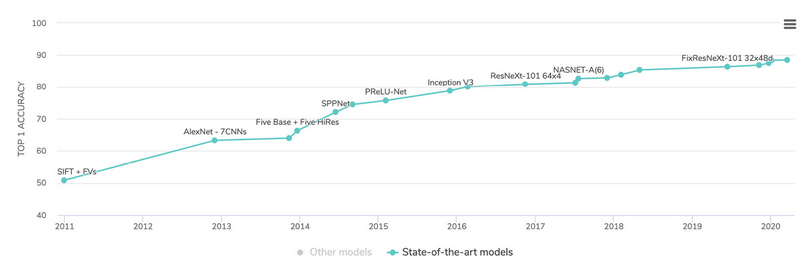 100
90
80
70
60
50
40
TOP 1 ACCURACY
SIFT + FVs
AlexNet - 7CNNs
Five Base + Five HiRes
SPPNet
PReLU-Net
Inception V3
ResNeXt-101 64x4
NASNET-A(6)
FixResNeXt-101 32x48d
2011 2012 2013 2014 2015 2016 2017 2018 2019 2020
Other models State-of-the-art models